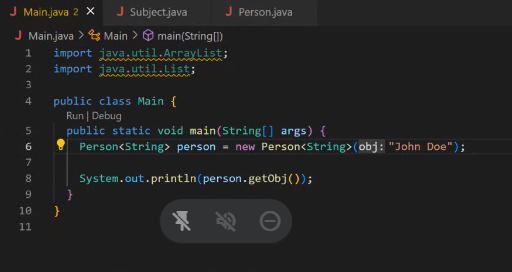 Main.java 2 Subject.java Person.java
Main.java > Main > main(String[])
1 import java.util.ArrayList;
2 import java.util.List;
3
4 public class Main {
Run | Debug
5 public static void main(String[] args) {
6 Person<String> person = new Person<String>(obj: "John Doe");
7
8 System.out.println(person.getObj());
9 }
10 }
11